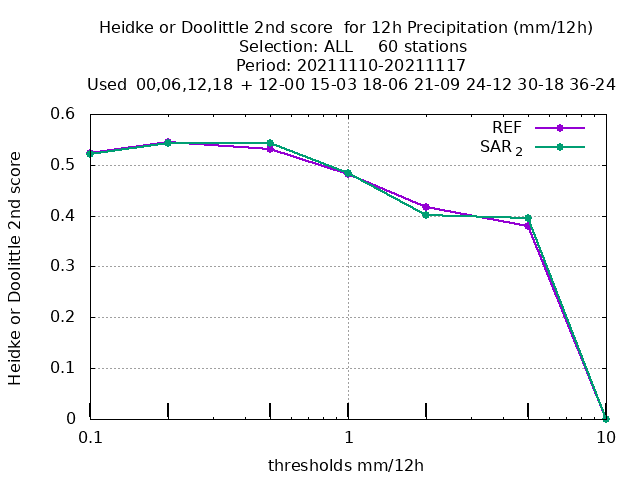 Heidke or Doolittle 2nd score  for 12h Precipitation (mm/12h)
Selection: ALL     60 stations
Period: 20211110-20211117
Used  00,06,12,18  + 12-00 15-03 18-06 21-09 24-12 30-18 36-24
REF
SAR 2
0.6
0.5
0.4
0.3
0.2
0.1
0
0.1
1
10
Heidke or Doolittle 2nd score
thresholds mm/12h